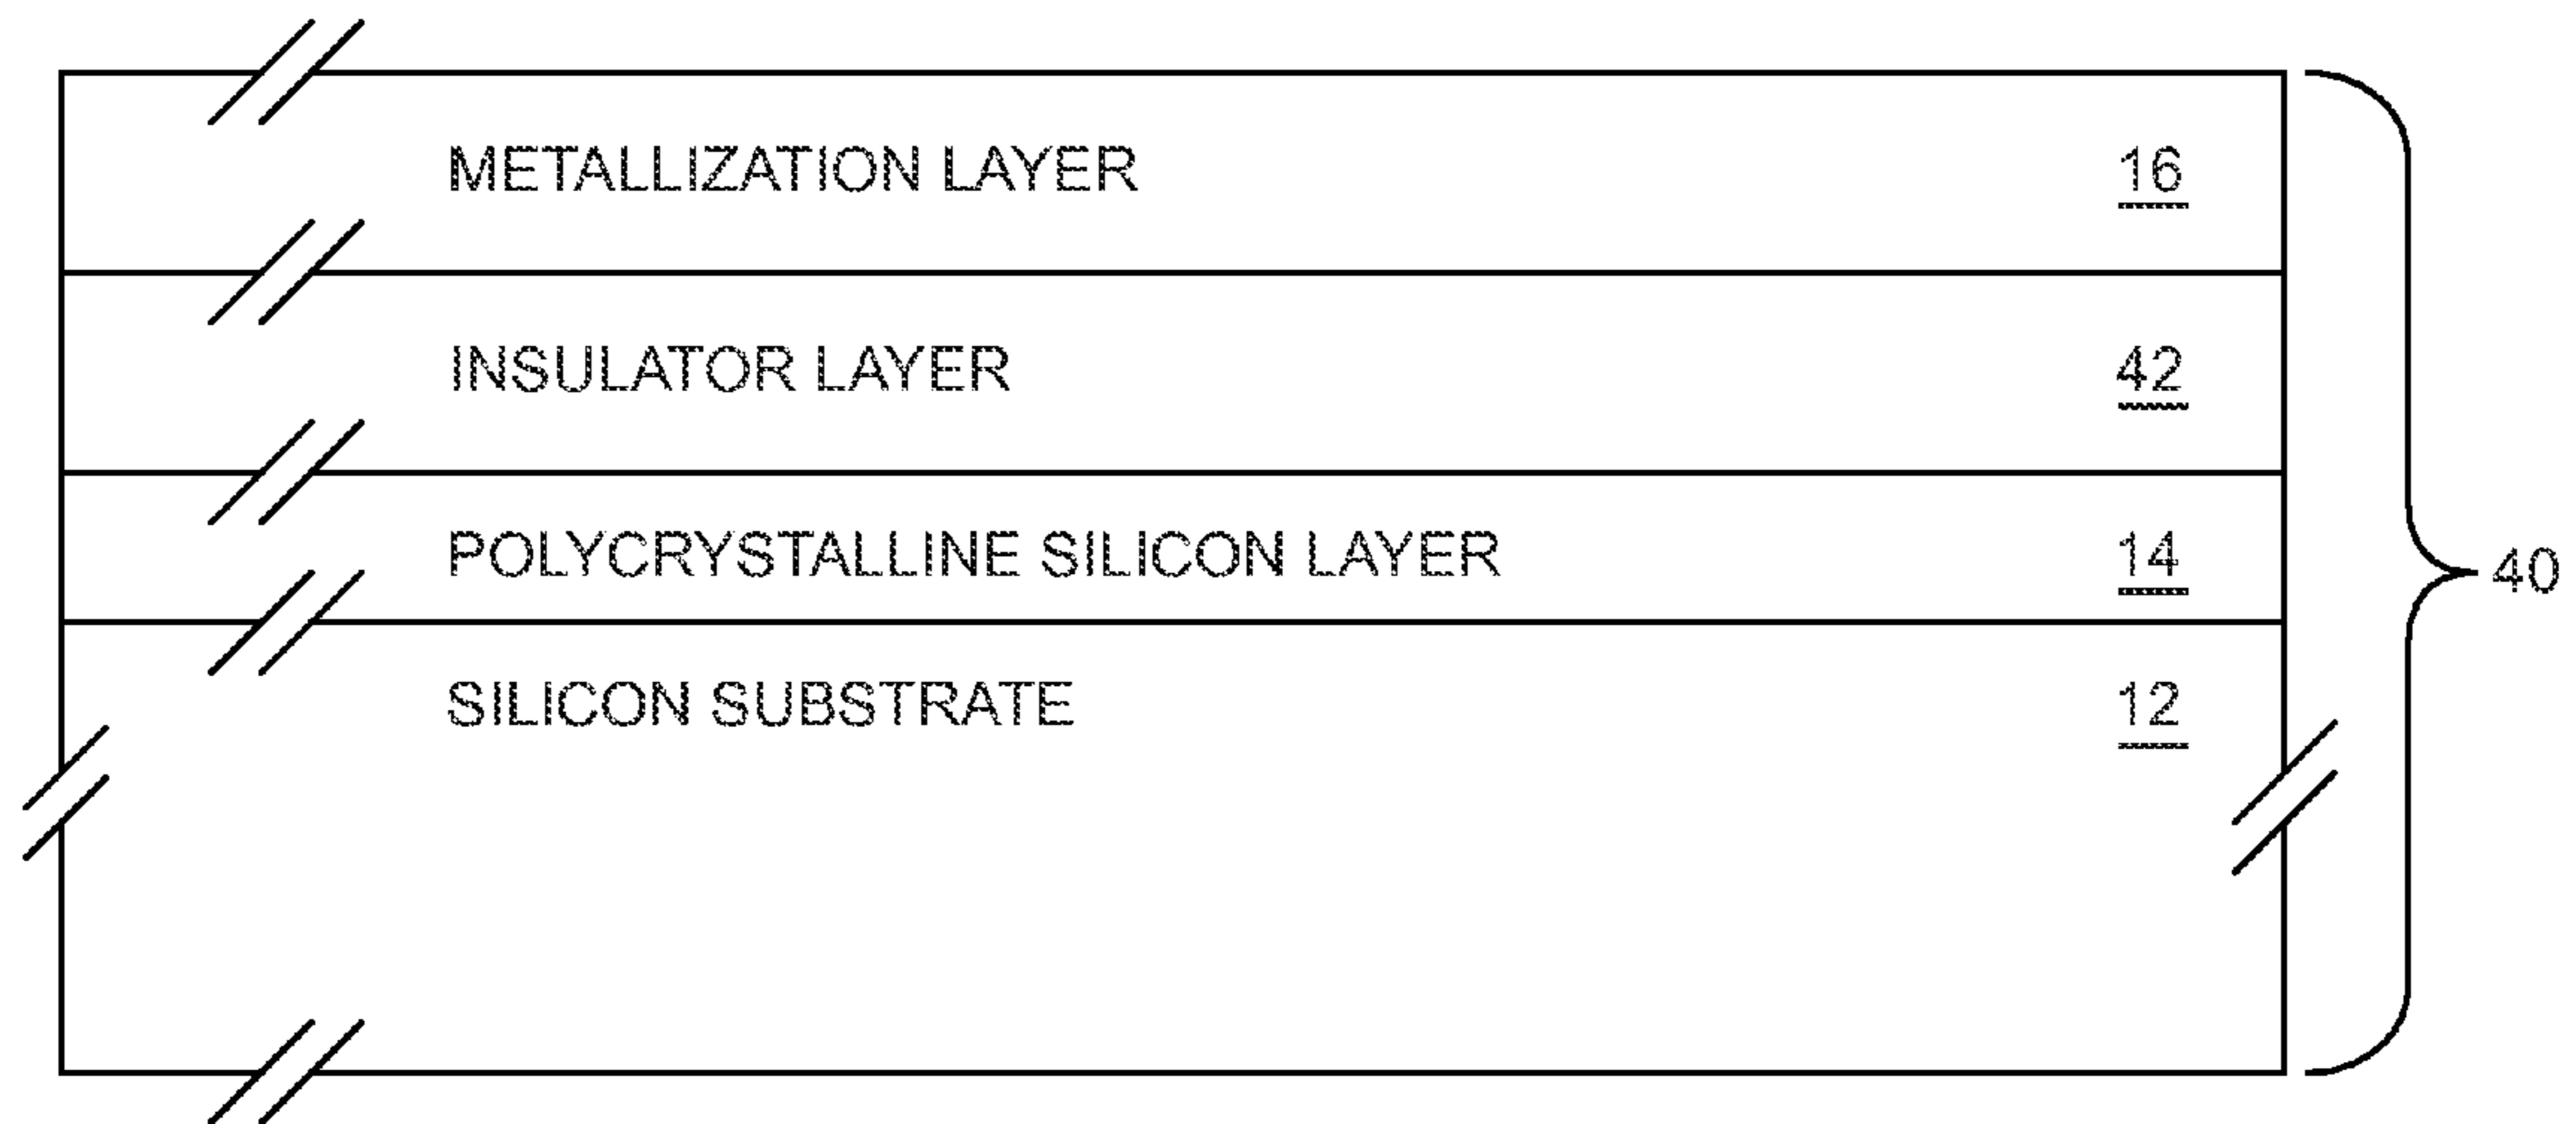 METALLIZATION LAYER 16
INSULATOR LAYER 42
POLYCRYSTALLINE SILICON LAYER 14
40
SILICON SUBSTRATE 12